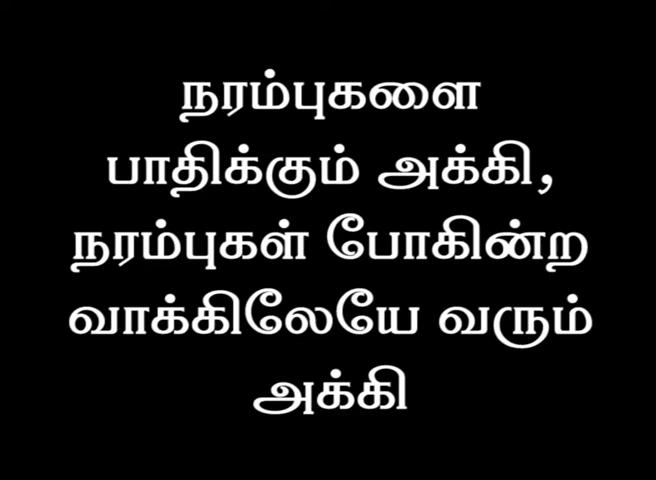 நரம்புகளை
பாதிக்கும் அக்கி,
நரம்புகள் போகின்ற
வாக்கிலேயே வரும்
அக்கி